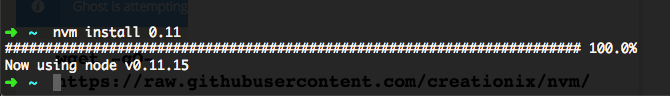 Ghost is attempting
➜ ~ nvm install 0.11
######################################################################## 100.0%
Now using node v0.11.15
➜ ~
https://raw.githubusercontent.com/creationix/nvm/